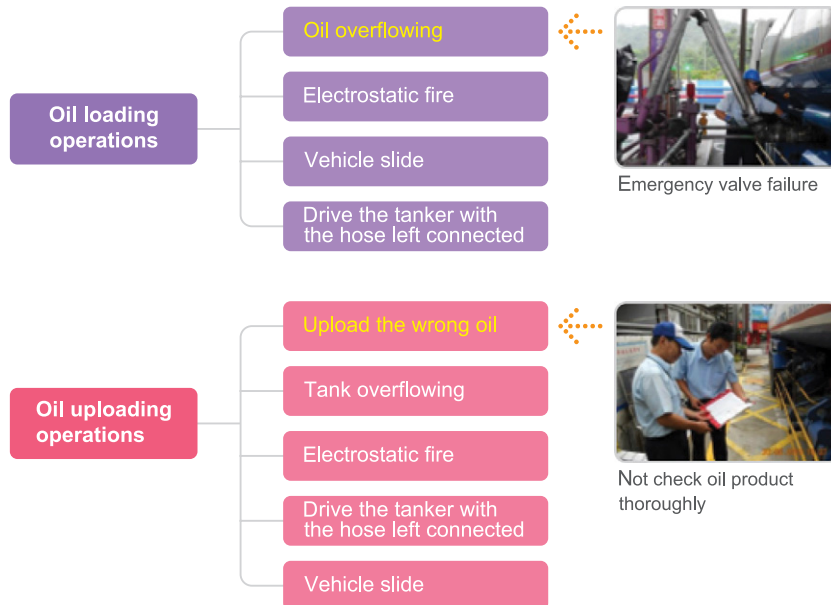 Oil loading
operations
Oil overflowing
Electrostatic fire
Vehicle slide
Drive the tanker with
the hose left connected
Emergency valve failure
Oil uploading
operations
Upload the wrong oil
Tank overflowing
Electrostatic fire
Drive the tanker with
the hose left connected
Vehicle slide
Not check oil product
thoroughly